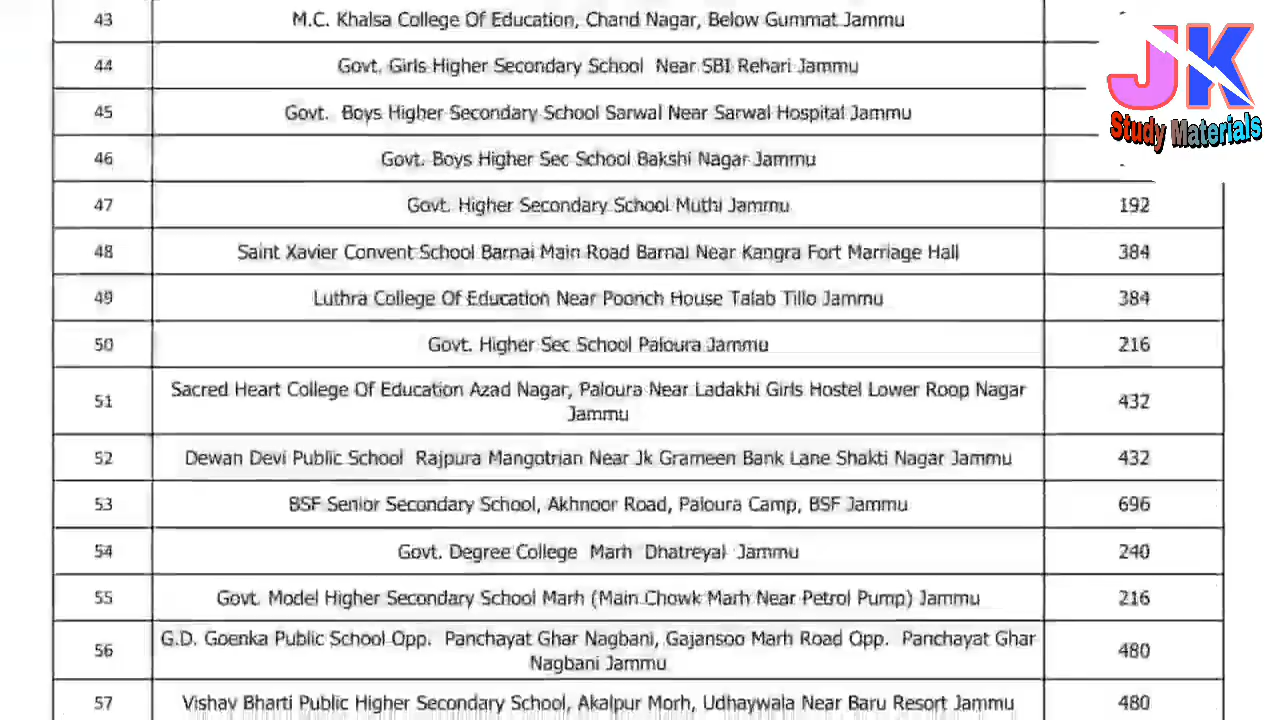 43 M.C. Khalsa College Of Education, Chand Nagar, Below Gummat Jammu
JK
Study Materials
44 Govt. Girls Higher Secondary School Near SBI Rehari Jammu
45 Govt. Boys Higher Secondary School Sarwal Near Sarwal Hospital Jammu
46 Govt. Boys Higher Sec School Bakshi Nagar Jammu
47 Govt. Higher Secondary School Muthi Jammu 192
48 Saint Xavier Convent School Barnai Main Road Barnai Near Kangra Fort Marriage Hall 384
49 Luthra College Of Education Near Poonch House Talab Tillo Jammu 384
50 Govt. Higher Sec School Paloura Jammu 216
51 Sacred Heart College Of Education Azad Nagar, Paloura Near Ladakhi Girls Hostel Lower Roop Nagar
Jammu 432
52 Dewan Devi Public School Rajpura Mangotrian Near Jk Grameen Bank Lane Shakti Nagar Jammu 432
53 BSF Senior Secondary School, Akhnoor Road, Paloura Camp, BSF Jammu 696
54 Govt. Degree College Marh Dhatreyal Jammu 240
55 Govt. Model Higher Secondary School Marh (Main Chowk Marh Near Petrol Pump) Jammu 216
56 G.D. Goenka Public School Opp. Panchayat Ghar Nagbani, Gajansoo Marh Road Opp. Panchayat Ghar
Nagbani Jammu 480
57 Vishav Bharti Public Higher Secondary School, Akalpur Morh, Udhaywala Near Baru Resort Jammu 480